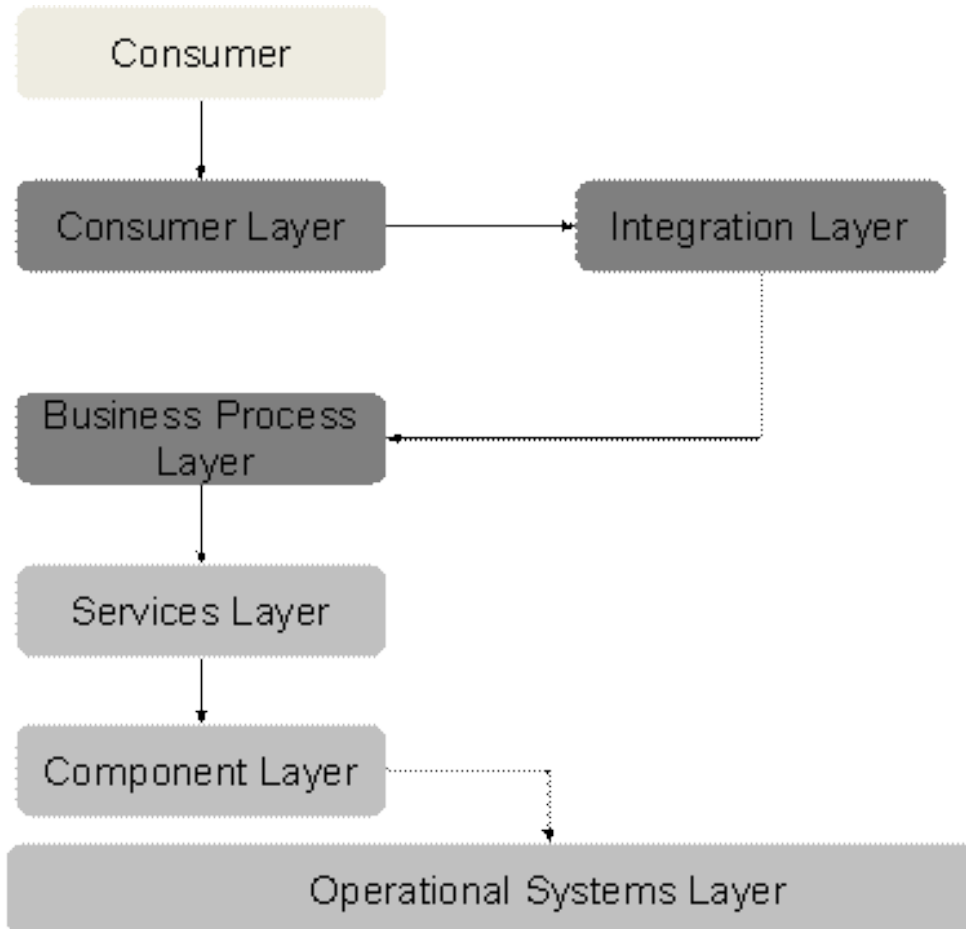 Consumer
Consumer Layer
Integration Layer
Business Process
Layer
Services Layer
Component Layer
Operational Systems Layer